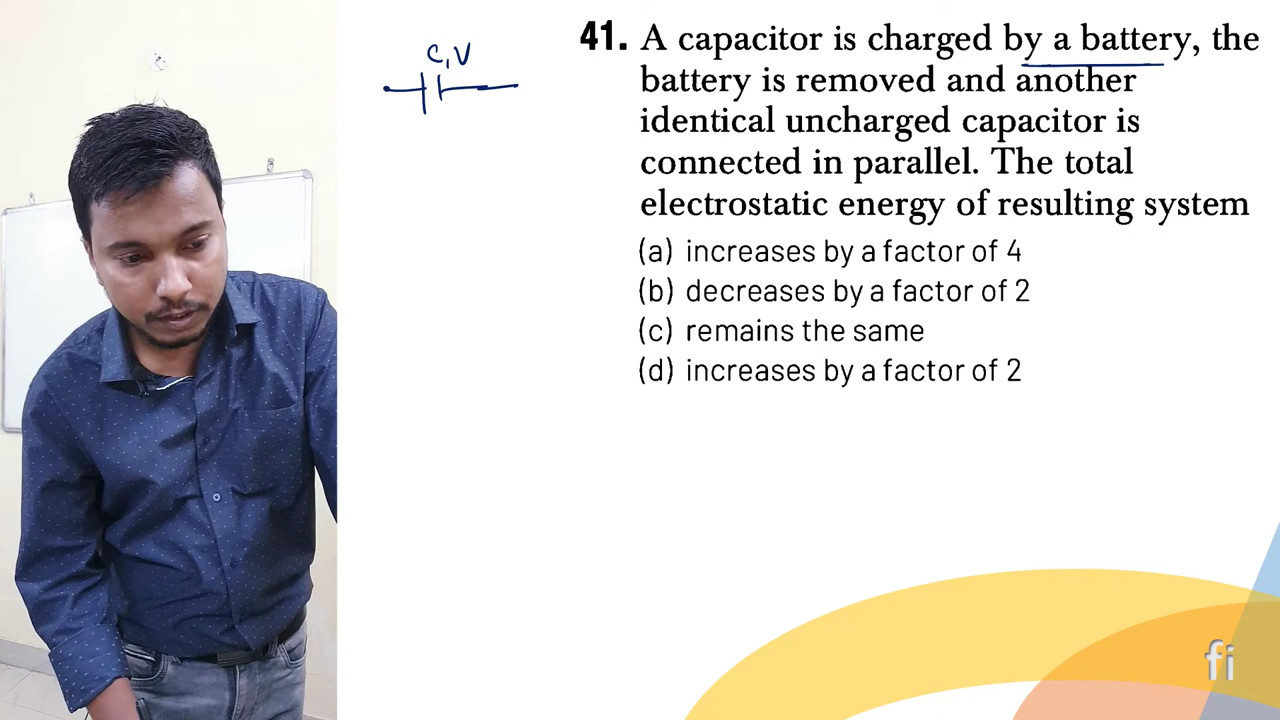 C, V
41. A capacitor is charged by a battery, the
battery is removed and another
identical uncharged capacitor is
connected in parallel. The total
electrostatic energy of resulting system
(a) increases by a factor of 4
(b) decreases by a factor of 2
(c) remains the same
(d) increases by a factor of 2
fi